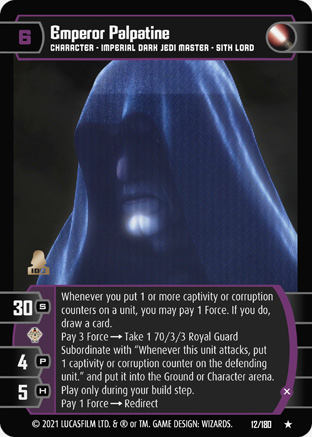 6
Emperor Palpatine
CHARACTER • IMPERIAL DARK JEDI MASTER • SITH LORD
30 S
4 P
5 H
Whenever you put 1 or more captivity or corruption
counters on a unit, you may pay 1 Force. If you do,
draw a card.
Pay 3 Force → Take 1 70/3/3 Royal Guard
Subordinate with “Whenever this unit attacks, put
1 captivity or corruption counter on the defending
unit.” and put it into the Ground or Character arena.
Play only during your build step.
Pay 1 Force → Redirect
© 2021 LUCASFILM LTD. & ® or TM. GAME DESIGN: WIZARDS.
12/180 ★